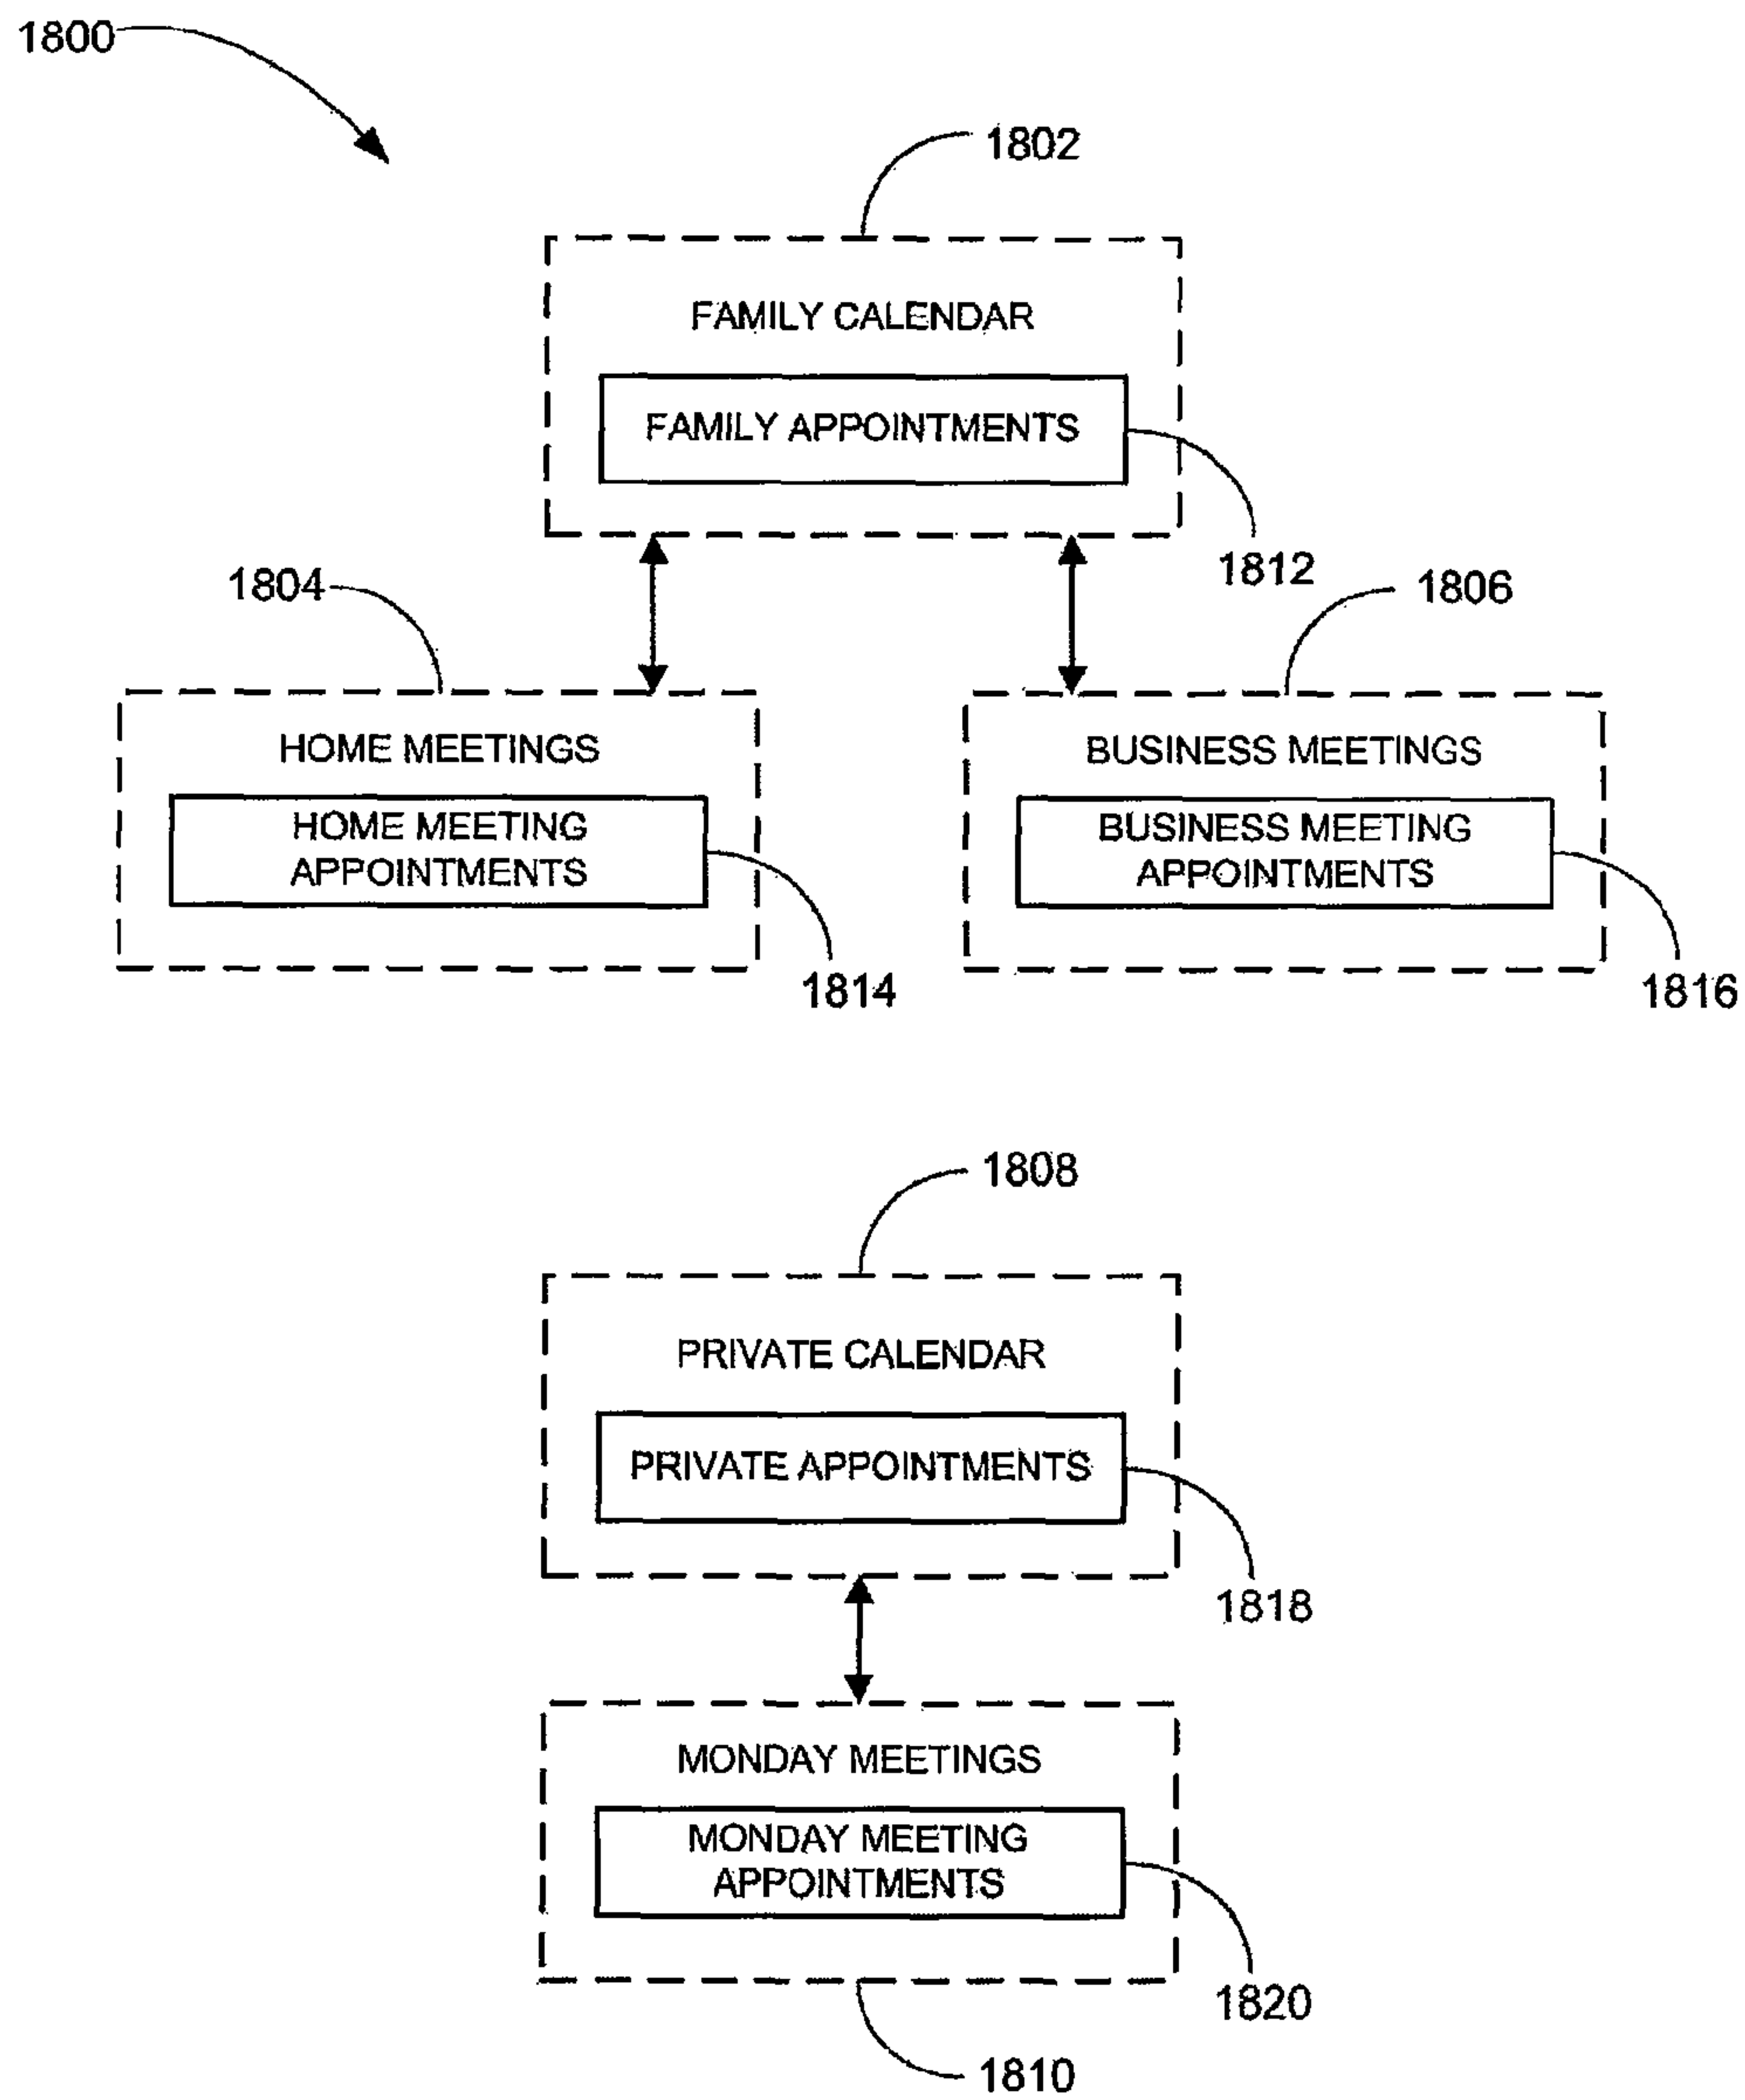 1800
1802
FAMILY CALENDAR
FAMILY APPOINTMENTS
1812
1804
1806
HOME MEETINGS
HOME MEETING
APPOINTMENTS
1814
BUSINESS MEETINGS
BUSINESS MEETING
APPOINTMENTS
1816
1808
PRIVATE CALENDAR
PRIVATE APPOINTMENTS
1818
MONDAY MEETINGS
MONDAY MEETING
APPOINTMENTS
1820
1810